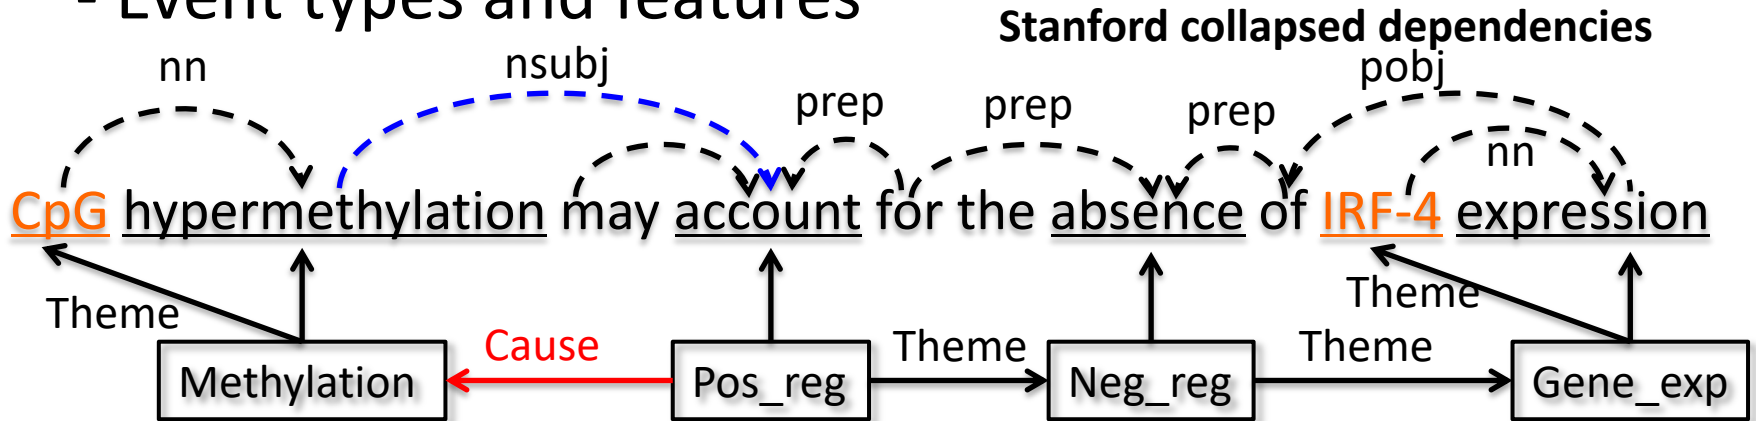 - Event types and features
Stanford collapsed dependencies
nn nsubj prep prep prep pobj
nn
CpG hypermethylation may account for the absence of IRF-4 expression
Theme Theme
Cause Theme Theme
Methylation Pos_reg Neg_reg Gene_exp